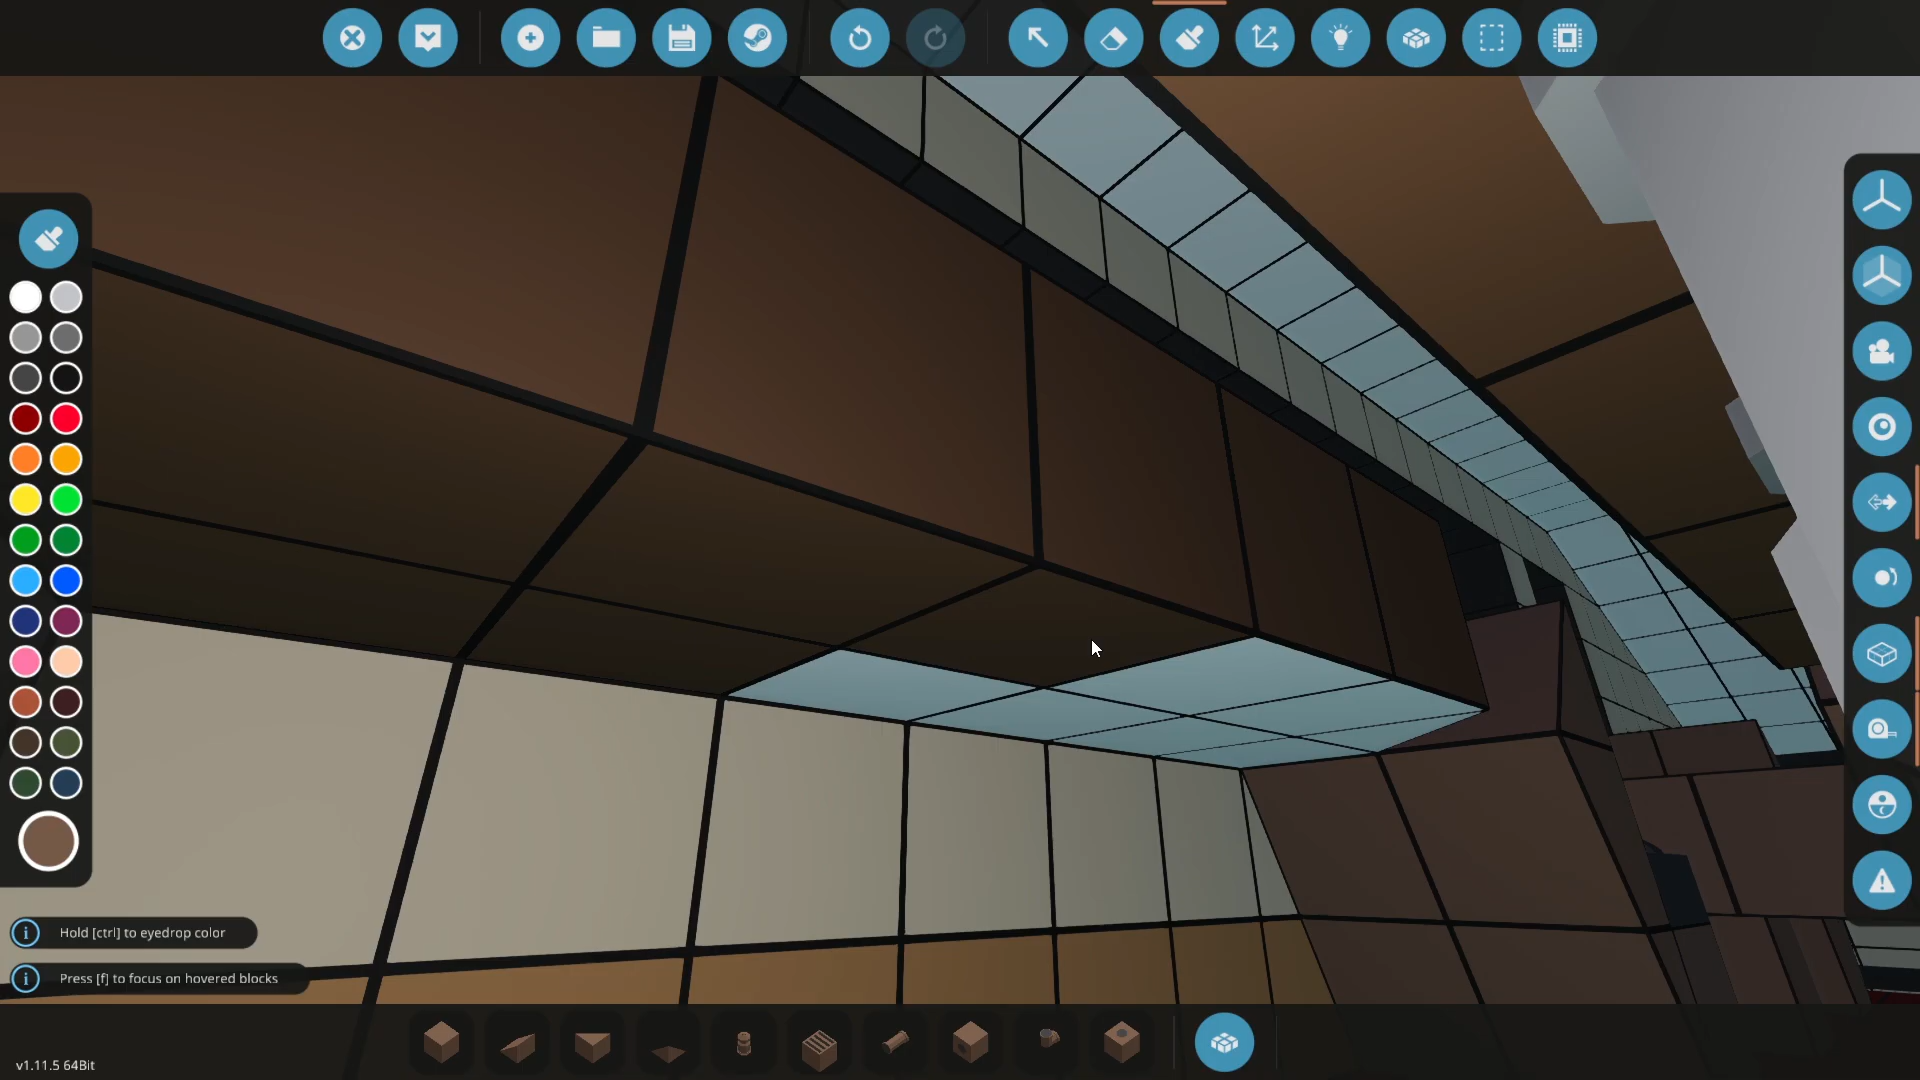 Hold [ctrl] to eyedrop color
Press [f] to focus on hovered blocks
v1.11.5 64Bit